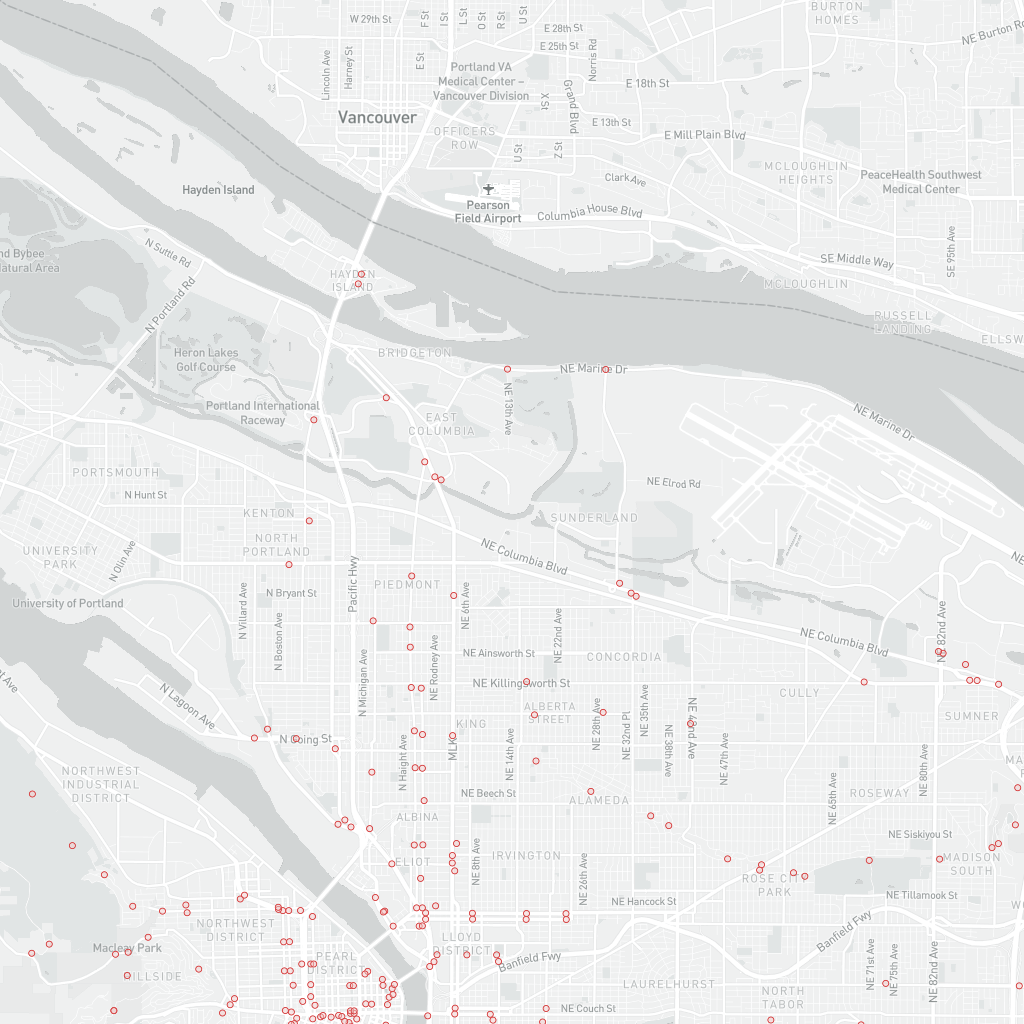 BURTON
HOMES
W 29th St
F St
I St
L St
O St
R St
U St
E 28th St
E 25th St
NE Burton Rd
Lincoln Ave
Harney St
E St
Norris Rd
Portland VA
Medical Center –
Vancouver Division
E 18th St
X St
Grand Blvd
Vancouver
OFFICERS
ROW
E 13th St
E Mill Plain Blvd
U St
Z St
MCLOUGHLIN
HEIGHTS
PeaceHealth Southwest
Medical Center
Clark Ave
Hayden Island
Pearson
Field Airport
Columbia House Blvd
N Suttle Rd
nd Bybee
Natural Area
SE Middle Way
SE 95th Ave
HAYDEN
ISLAND
MCLOUGHLIN
N Portland Rd
RUSSELL
LANDING
ELLSW
Heron Lakes
Golf Course
BRIDGETON
NE Marine Dr
NE 13th Ave
Portland International
Raceway
EAST
COLUMBIA
NE Marine Dr
PORTSMOUTH
N Hunt St
NE Elrod Rd
KENTON
SUNDERLAND
NORTH
PORTLAND
UNIVERSITY
PARK
N Olin Ave
NE Columbia Blvd
NE
Pacific Hwy
PIEDMONT
N Bryant St
NE 6th Ave
University of Portland
N Villard Ave
N Boston Ave
NE 22nd Ave
NE 82nd Ave
NE Columbia Blvd
NE Rodney Ave
NE Ainsworth St
CONCORDIA
N Michigan Ave
NE Killingsworth St
CULLY
N Lagoon Ave
ALBERTA
STREET
NE 28th Ave
NE 32nd Pl
NE 35th Ave
NE 42nd Ave
SUMNER
KING
N Going St
MLK
NE 14th Ave
NE 38th Ave
NE 47th Ave
N Haight Ave
NE 80th Ave
NORTHWEST
INDUSTRIAL
DISTRICT
NE Beech St
ALAMEDA
NE 65th Ave
ROSEWAY
ALBINA
NE Siskiyou St
ELIOT
NE 8th Ave
IRVINGTON
NE 26th Ave
MADISON
SOUTH
ROSE CITY
PARK
NE Hancock St
NE Tillamook St
NORTHWEST
DISTRICT
LLOYD
DISTRICT
Banfield Fwy
Macleay Park
PEARL
DISTRICT
Banfield Fwy
HILLSIDE
NE 71st Ave
NE 75th Ave
NE 82nd Ave
LAURELHURST
NORTH
TABOR
NE Couch St